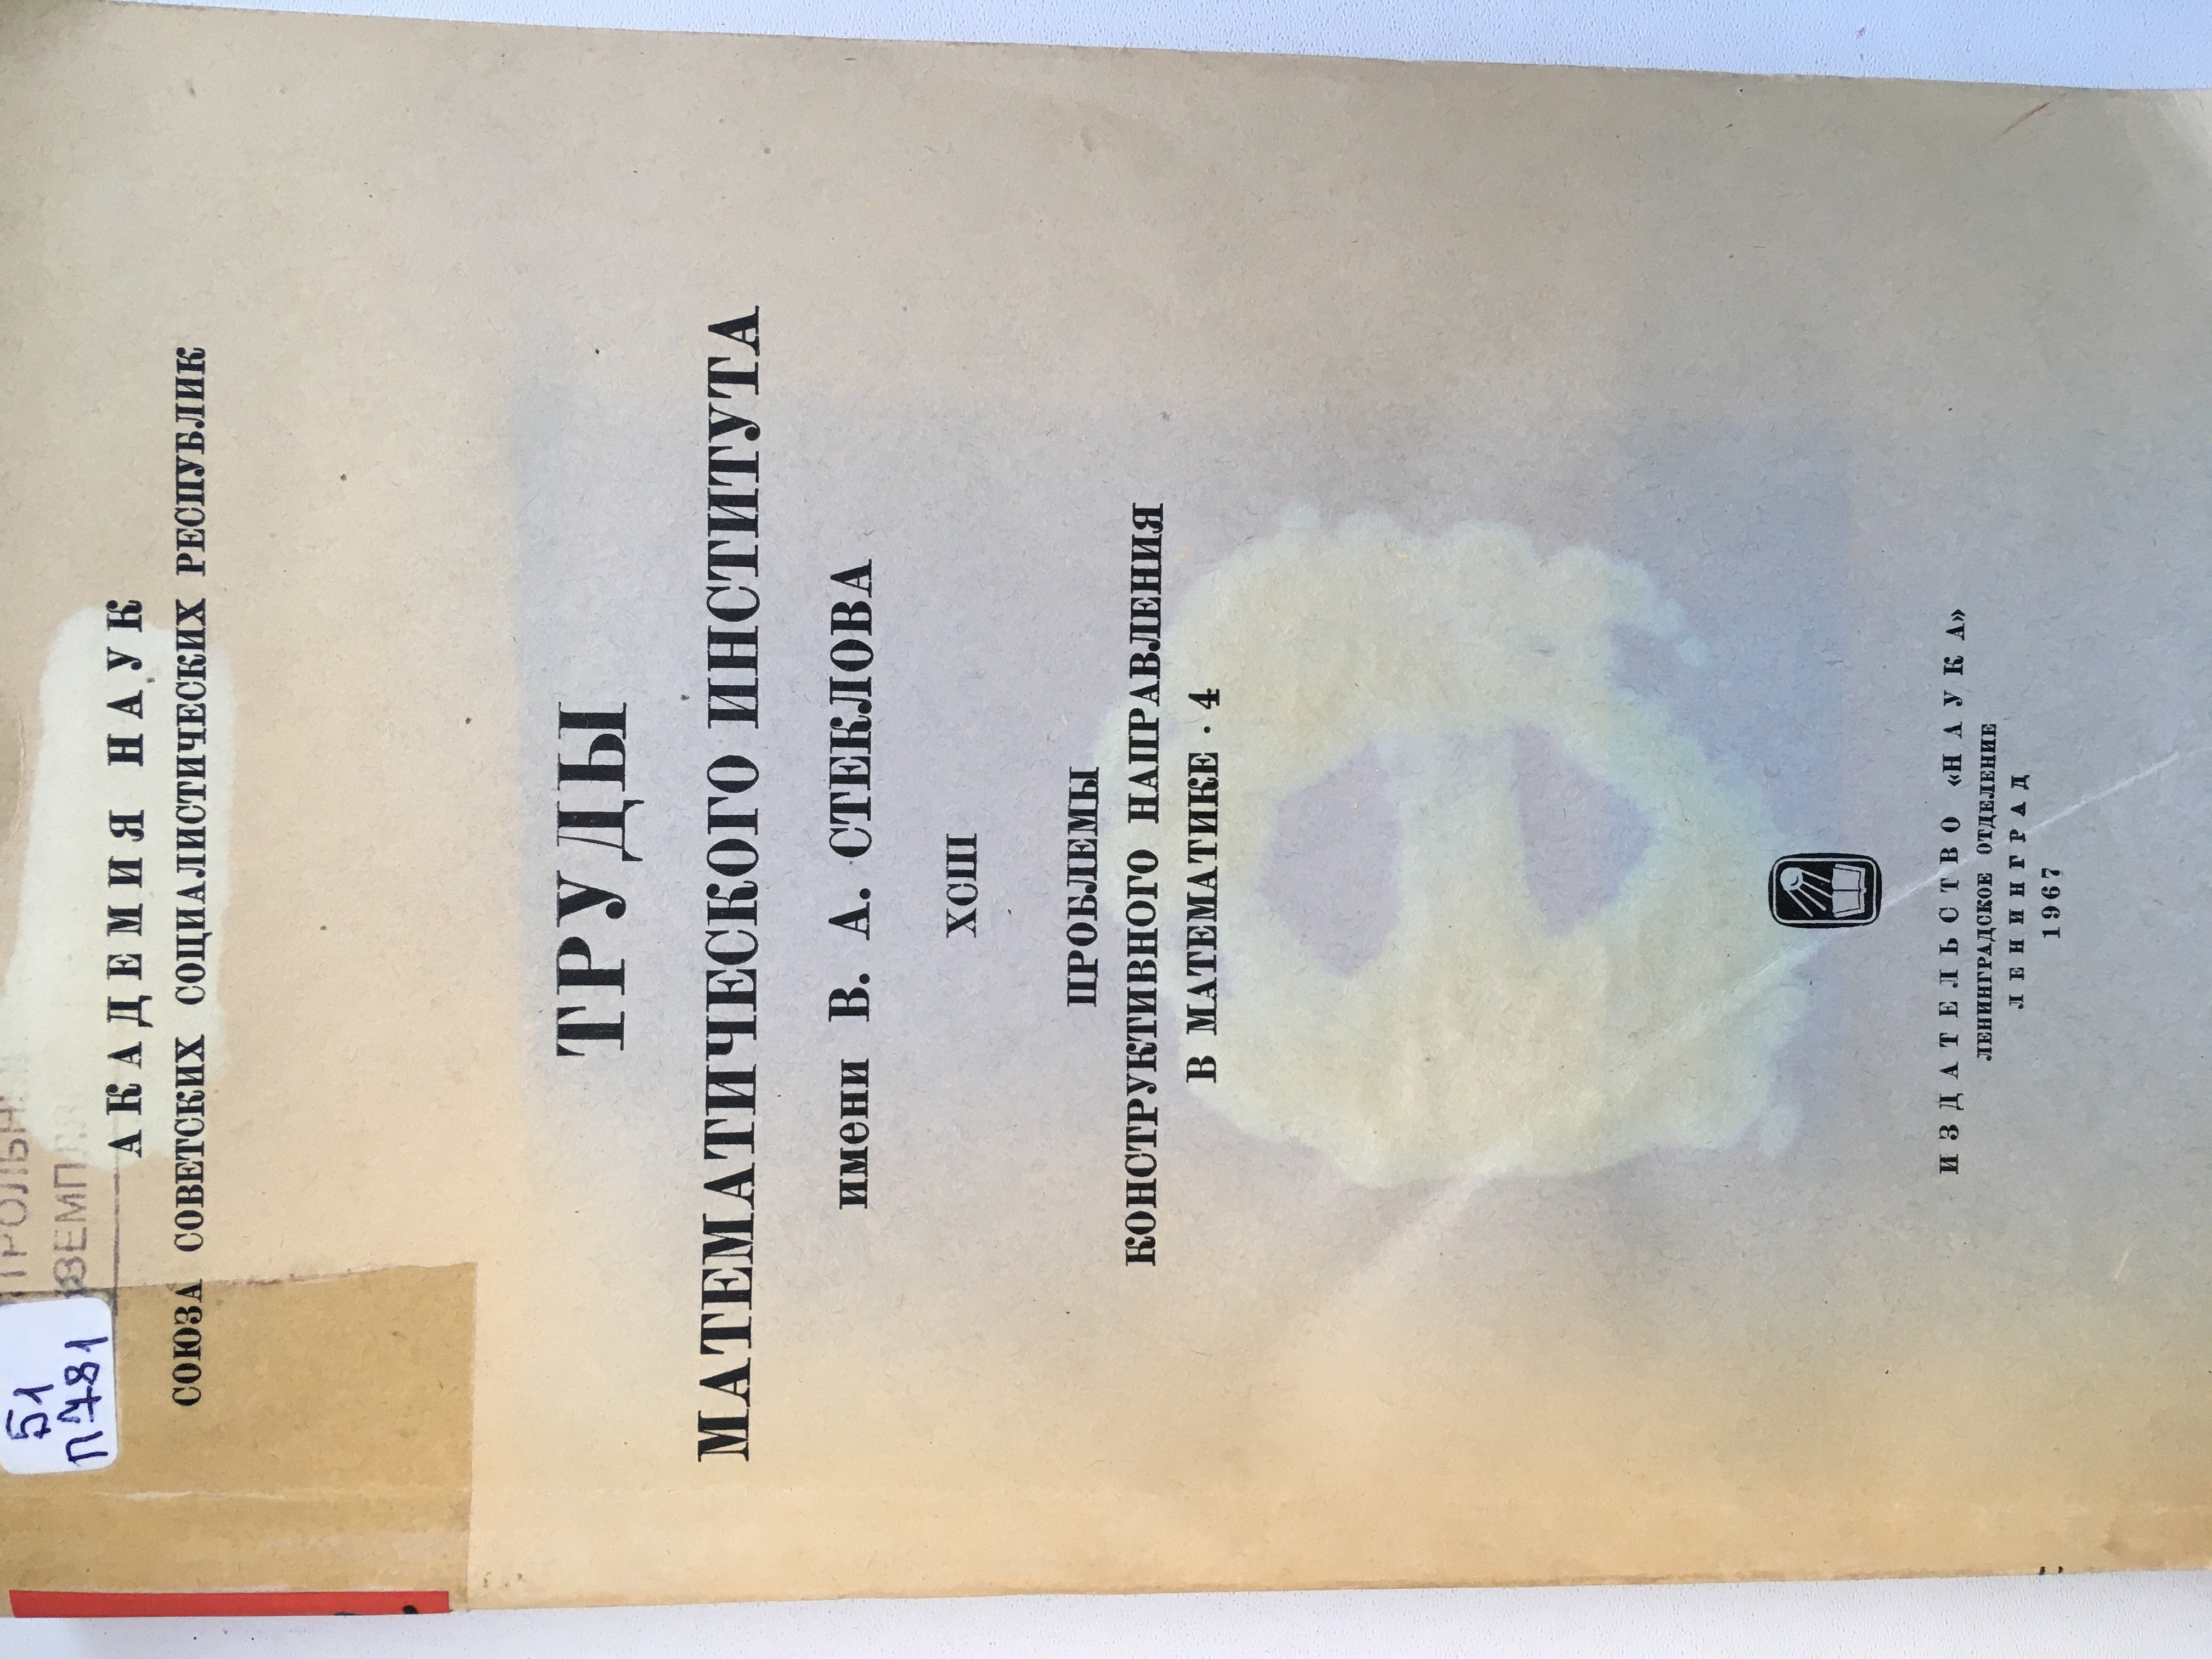 51
П781
АКАДЕМИЯ НАУК
СОЮЗА СОВЕТСКИХ СОЦИАЛИСТИЧЕСКИХ РЕСПУБЛИК
ТРУДЫ
МАТЕМАТИЧЕСКОГО ИНСТИТУТА
имени В. А. СТЕКЛОВА
XCIII
ПРОБЛЕМЫ
КОНСТРУКТИВНОГО НАПРАВЛЕНИЯ
В МАТЕМАТИКЕ · 4
ИЗДАТЕЛЬСТВО «НАУКА»
ЛЕНИНГРАДСКОЕ ОТДЕЛЕНИЕ
ЛЕНИНГРАД
1967